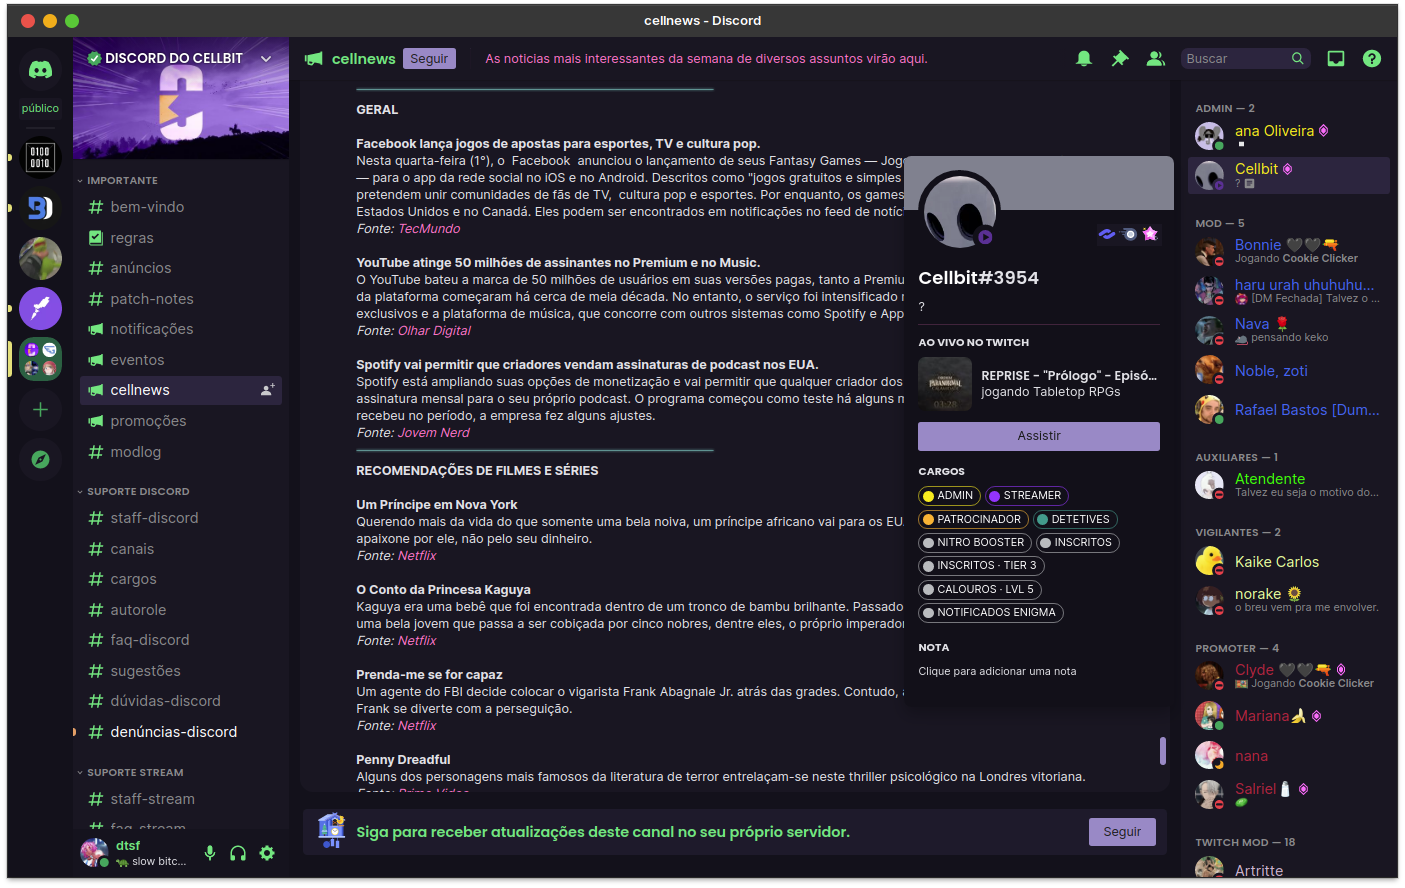 cellnews - Discord
público
0100
0010
DISCORD DO CELLBIT
IMPORTANTE
bem-vindo
regras
anúncios
patch-notes
notificações
eventos
cellnews
promoções
modlog
SUPORTE DISCORD
staff-discord
canais
cargos
autorole
faq-discord
sugestões
dúvidas-discord
denúncias-discord
SUPORTE STREAM
staff-stream
faq-stream
dtsf
slow bitc...
cellnews
Seguir
As noticias mais interessantes da semana de diversos assuntos virão aqui.
Buscar
GERAL
Facebook lança jogos de apostas para esportes, TV e cultura pop.
Nesta quarta-feira (1°), o Facebook anunciou o lançamento de seus Fantasy Games — Jog
— para o app da rede social no iOS e no Android. Descritos como "jogos gratuitos e simples
pretendem unir comunidades de fãs de TV, cultura pop e esportes. Por enquanto, os games
Estados Unidos e no Canadá. Eles podem ser encontrados em notificações no feed de notíc
Fonte: TecMundo
YouTube atinge 50 milhões de assinantes no Premium e no Music.
O YouTube bateu a marca de 50 milhões de usuários em suas versões pagas, tanto a Premiu
da plataforma começaram há cerca de meia década. No entanto, o serviço foi intensificado
exclusivos e a plataforma de música, que concorre com outros sistemas como Spotify e App
Fonte: Olhar Digital
Spotify vai permitir que criadores vendam assinaturas de podcast nos EUA.
Spotify está ampliando suas opções de monetização e vai permitir que qualquer criador dos
assinatura mensal para o seu próprio podcast. O programa começou como teste há alguns
recebeu no período, a empresa fez alguns ajustes.
Fonte: Jovem Nerd
RECOMENDAÇÕES DE FILMES E SÉRIES
Um Príncipe em Nova York
Querendo mais da vida do que somente uma bela noiva, um príncipe africano vai para os EU
apaixone por ele, não pelo seu dinheiro.
Fonte: Netflix
O Conto da Princesa Kaguya
Kaguya era uma bebê que foi encontrada dentro de um tronco de bambu brilhante. Passado
uma bela jovem que passa a ser cobiçada por cinco nobres, dentre eles, o próprio imperador
Fonte: Netflix
Prenda-me se for capaz
Um agente do FBI decide colocar o vigarista Frank Abagnale Jr. atrás das grades. Contudo,
Frank se diverte com a perseguição.
Fonte: Netflix
Penny Dreadful
Alguns dos personagens mais famosos da literatura de terror entrelaçam-se neste thriller psicológico na Londres vitoriana.
Fonte: Prime Video
Siga para receber atualizações deste canal no seu próprio servidor.
Seguir
Cellbit#3954
?
AO VIVO NO TWITCH
PARANORMAL
03:28
REPRISE - "Prólogo" - Episó...
jogando Tabletop RPGs
Assistir
CARGOS
ADMIN
STREAMER
PATROCINADOR
DETETIVES
NITRO BOOSTER
INSCRITOS
INSCRITOS · TIER 3
CALOUROS · LVL 5
NOTIFICADOS ENIGMA
NOTA
Clique para adicionar uma nota
ADMIN — 2
ana Oliveira
Cellbit
?
MOD — 5
Bonnie 🖤🖤🔫
Jogando Cookie Clicker
haru urah uhuhuhu...
[DM Fechada] Talvez o ...
Nava 🌹
pensando keko
Noble, zoti
Rafael Bastos [Dum...
AUXILIARES — 1
Atendente
Talvez eu seja o motivo do...
VIGILANTES — 2
Kaike Carlos
norake 🌻
o breu vem pra me envolver.
PROMOTER — 4
Clyde 🖤🖤🔫
Jogando Cookie Clicker
Mariana🍌
nana
Salriel🧂
TWITCH MOD — 18
Artritte